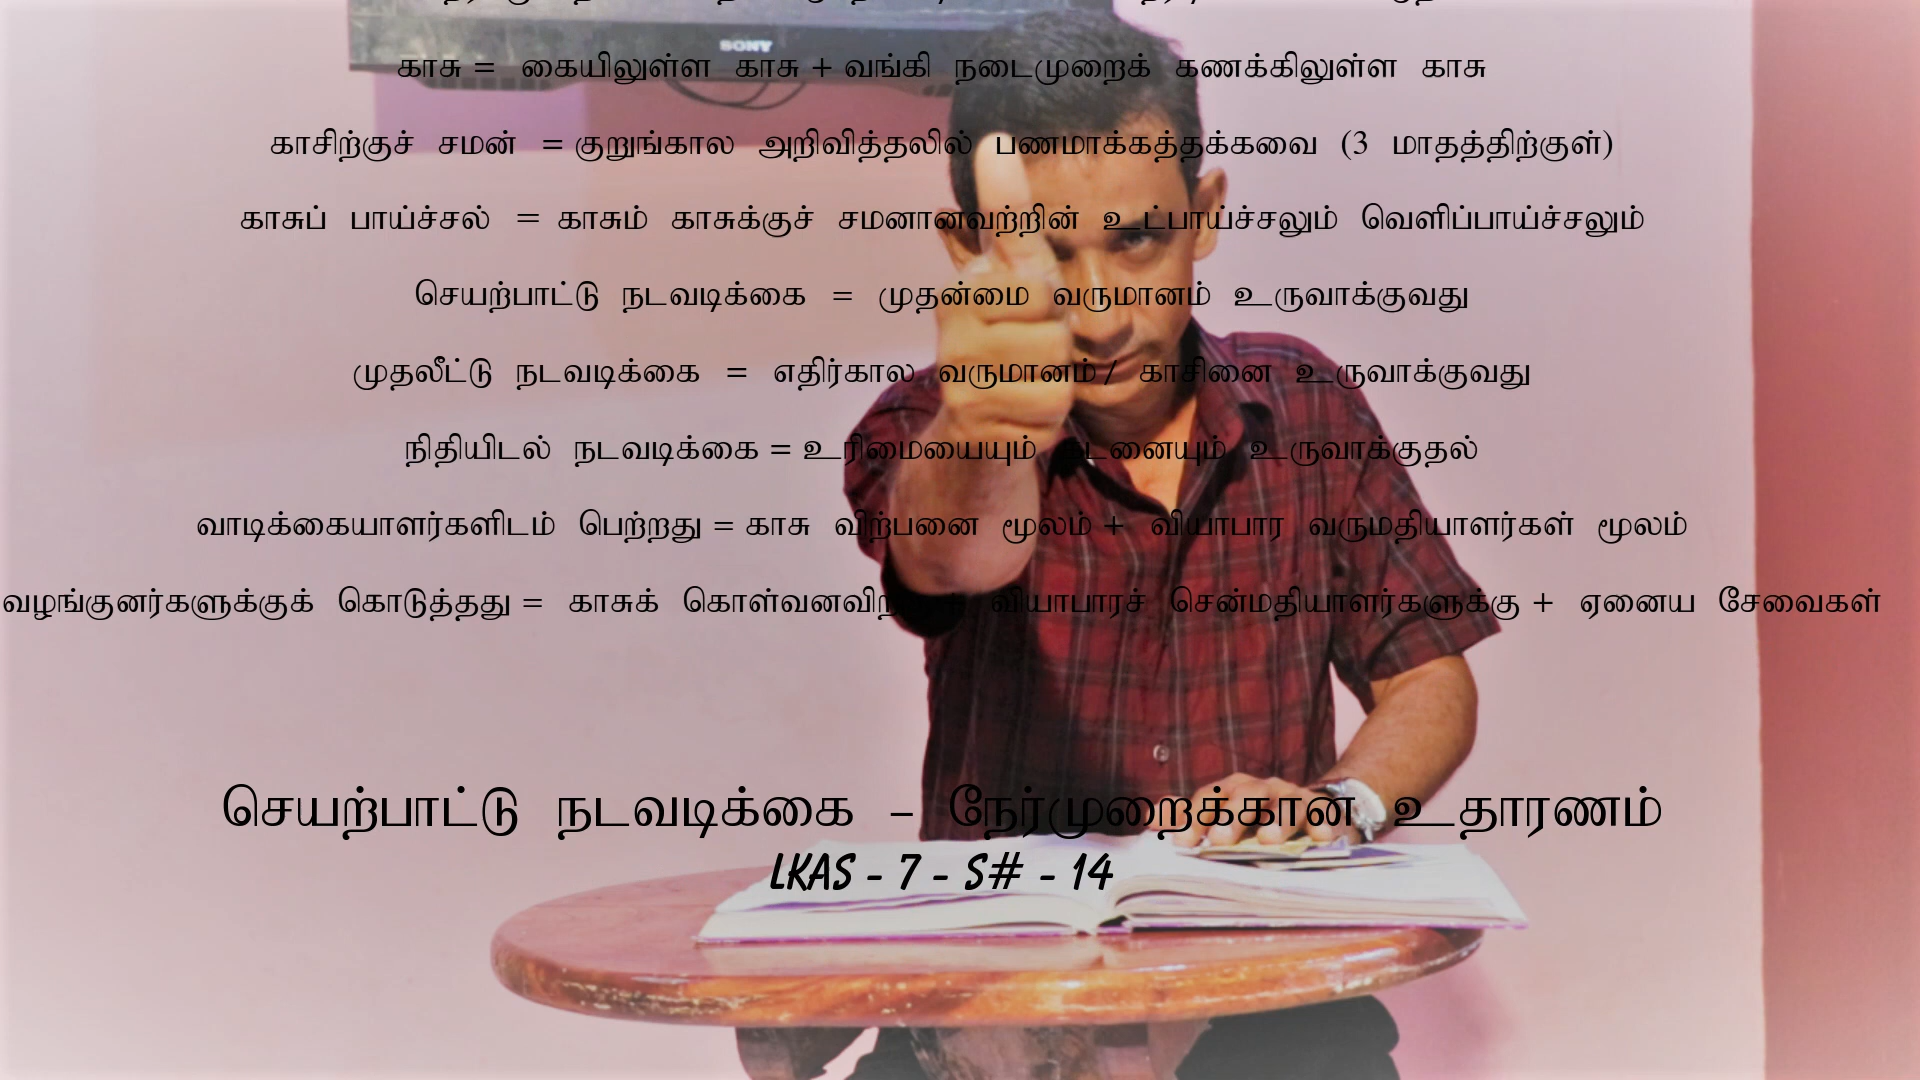 SONY
காசு = கையிலுள்ள காசு + வங்கி நடைமுறைக் கணக்கிலுள்ள காசு
காசிற்குச் சமன் = குறுங்கால அறிவித்தலில் பணமாக்கத்தக்கவை (3 மாதத்திற்குள்)
காசுப் பாய்ச்சல் = காசும் காசுக்குச் சமனானவற்றின் உட்பாய்ச்சலும் வெளிப்பாய்ச்சலும்
செயற்பாட்டு நடவடிக்கை = முதன்மை வருமானம் உருவாக்குவது
முதலீட்டு நடவடிக்கை = எதிர்கால வருமானம் / காசினை உருவாக்குவது
நிதியிடல் நடவடிக்கை = உரிமையையும் கடனையும் உருவாக்குதல்
வாடிக்கையாளர்களிடம் பெற்றது = காசு விற்பனை மூலம் + வியாபார வருமதியாளர்கள் மூலம்
வழங்குனர்களுக்குக் கொடுத்தது = காசுக் கொள்வனவிற்கு + வியாபாரச் சென்மதியாளர்களுக்கு + ஏனைய சேவைகள்
செயற்பாட்டு நடவடிக்கை – நேர்முறைக்கான உதாரணம்
LKAS - 7 - S# - 14